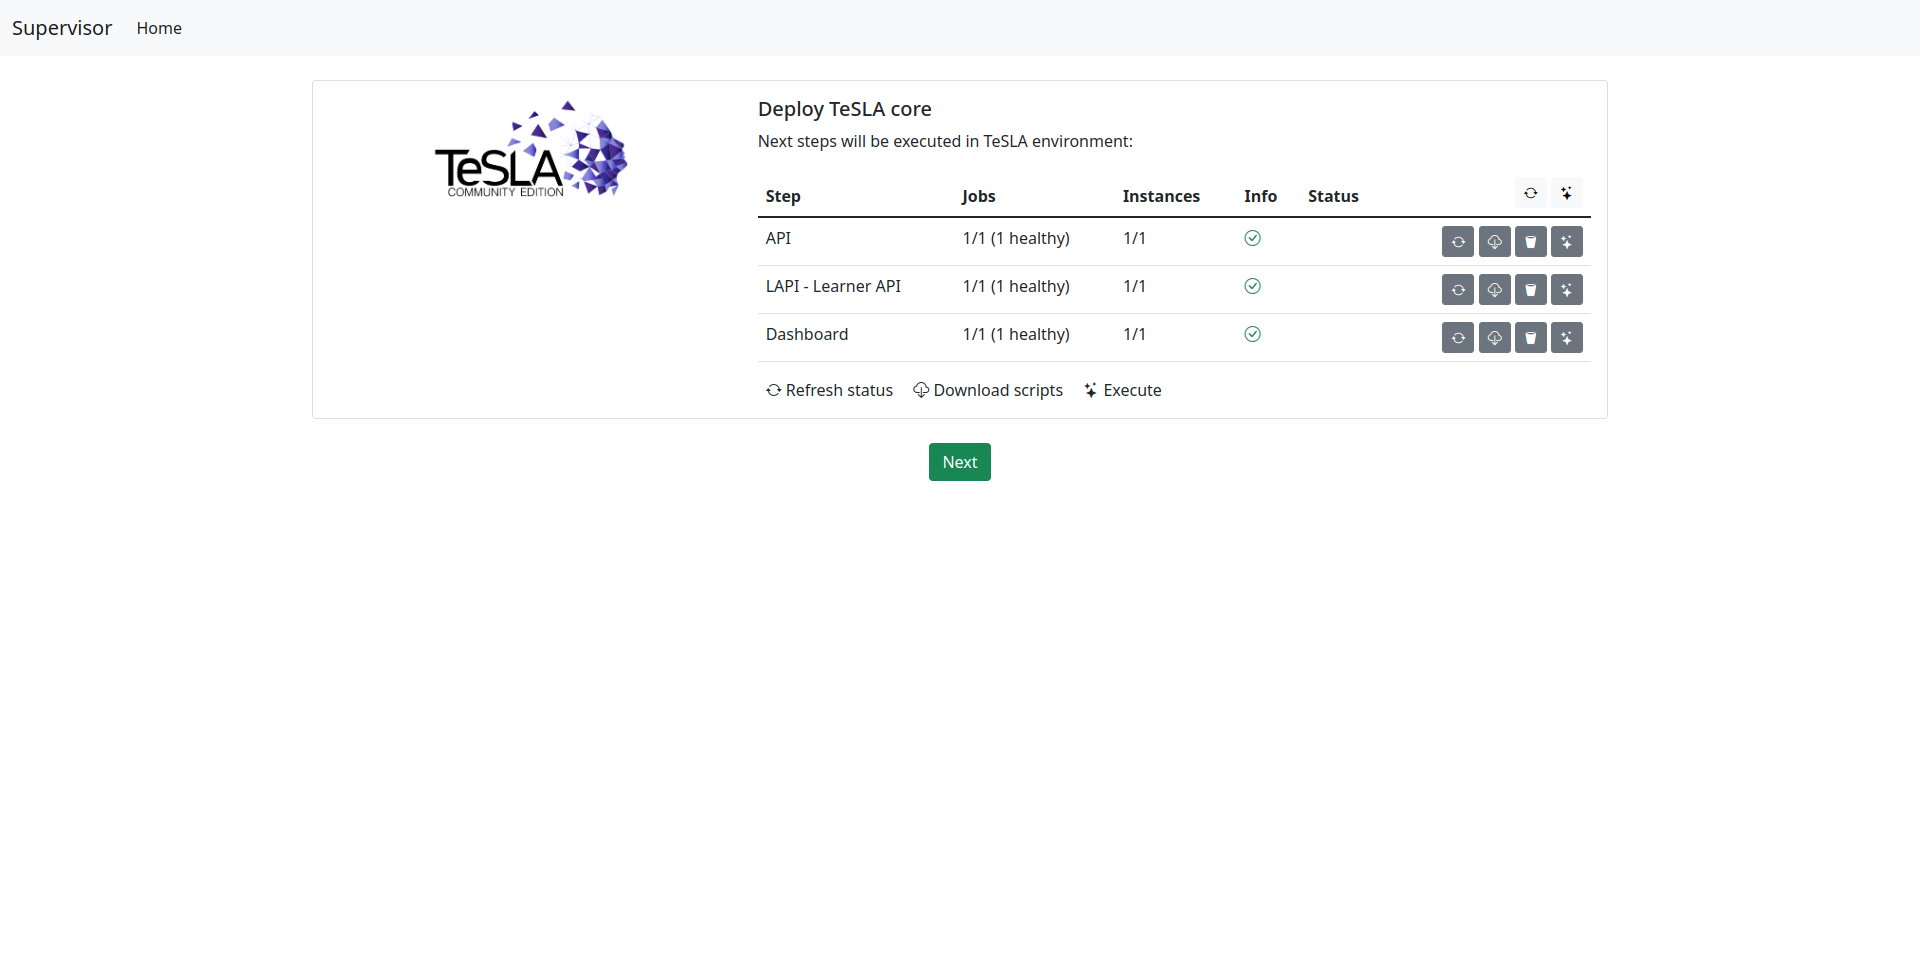 Supervisor Home
TeSLA
COMMUNITY EDITION
Deploy TeSLA core
Next steps will be executed in TeSLA environment:
Step Jobs Instances Info Status
API 1/1 (1 healthy) 1/1
LAPI - Learner API 1/1 (1 healthy) 1/1
Dashboard 1/1 (1 healthy) 1/1
Refresh status Download scripts Execute
Next